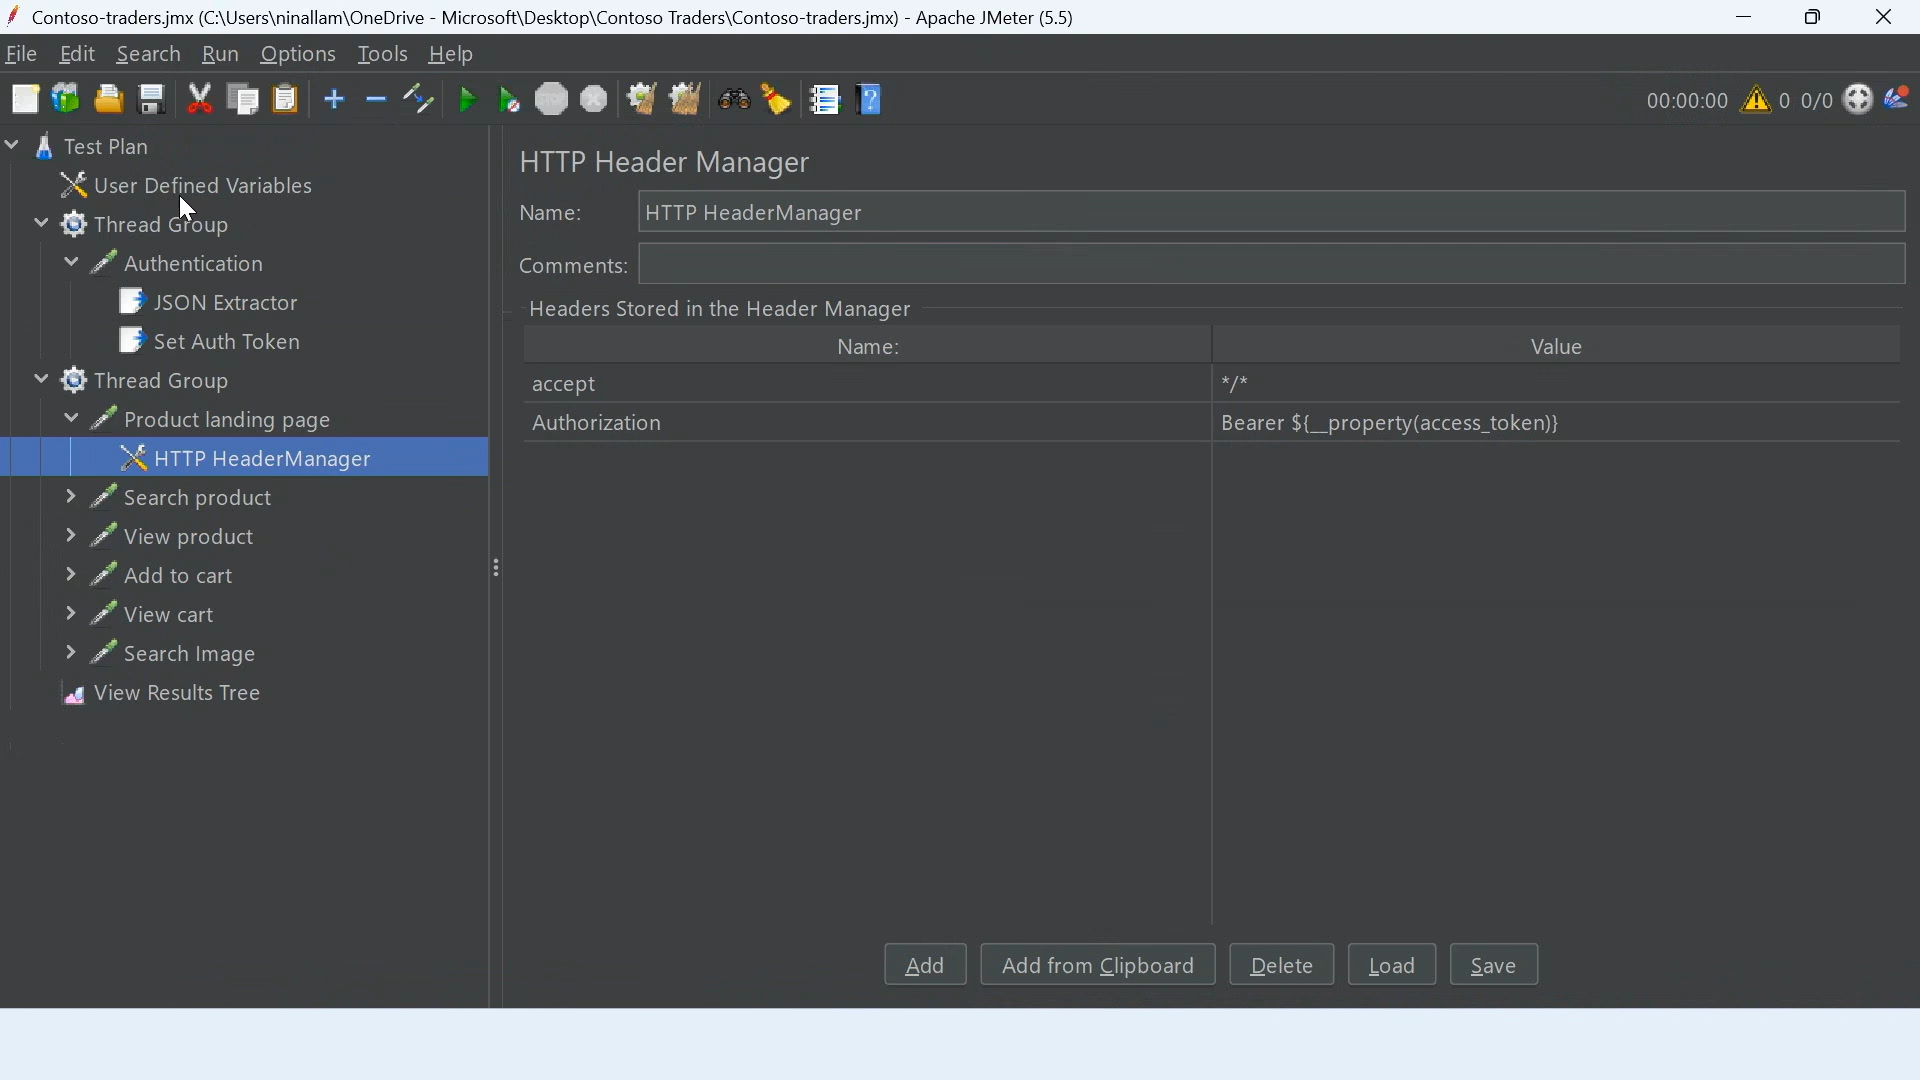 Contoso-traders.jmx (C:\Users\ninallam\OneDrive - Microsoft\Desktop\Contoso Traders\Contoso-traders.jmx) - Apache JMeter (5.5)
File Edit Search Run Options Tools Help
STOP 00:00:00 0 0/0
Test Plan
User Defined Variables
Thread Group
Authentication
JSON Extractor
Set Auth Token
Thread Group
Product landing page
HTTP HeaderManager
Search product
View product
Add to cart
View cart
Search Image
View Results Tree
HTTP Header Manager
Name: HTTP HeaderManager
Comments:
Headers Stored in the Header Manager
Name: Value
accept */*
Authorization Bearer ${__property(access_token)}
Add Add from Clipboard Delete Load Save